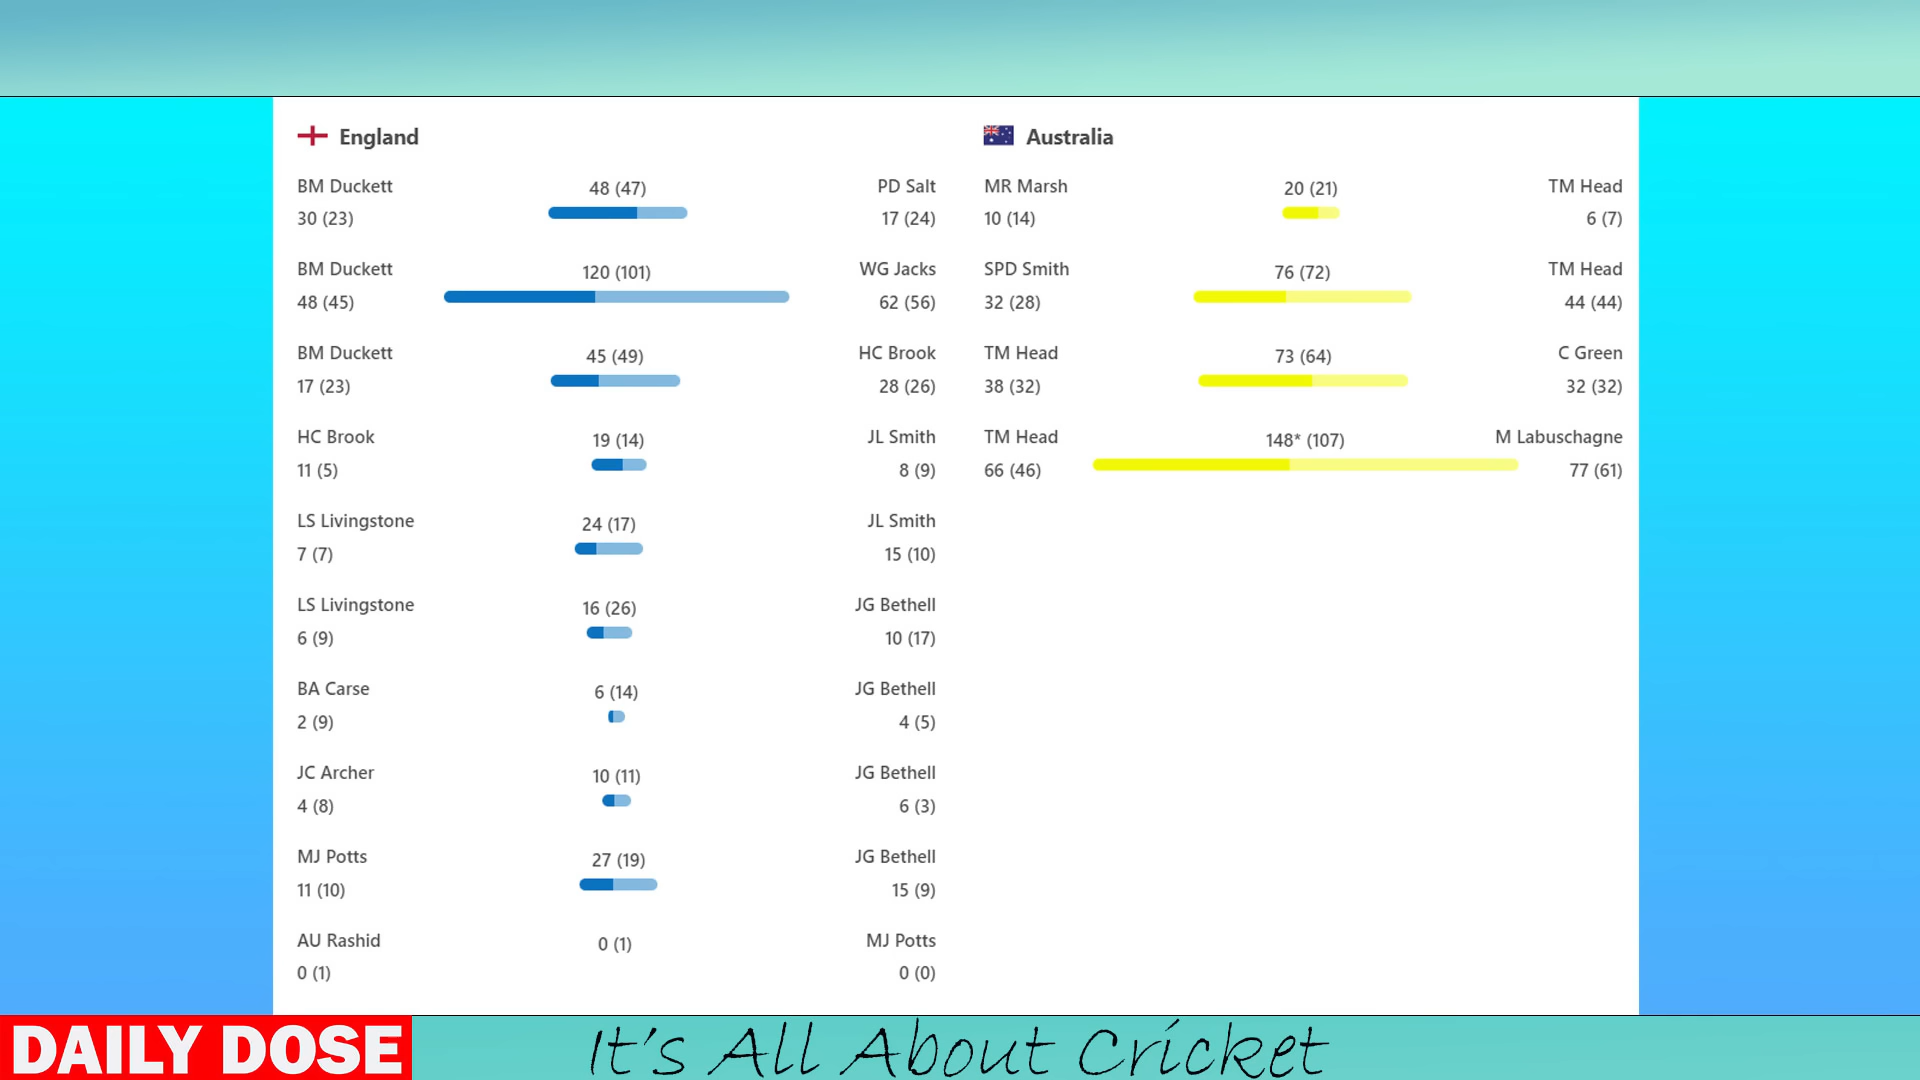 England
BM Duckett 48 (47) PD Salt
30 (23) 17 (24)
BM Duckett 120 (101) WG Jacks
48 (45) 62 (56)
BM Duckett 45 (49) HC Brook
17 (23) 28 (26)
HC Brook 19 (14) JL Smith
11 (5) 8 (9)
LS Livingstone 24 (17) JL Smith
7 (7) 15 (10)
LS Livingstone 16 (26) JG Bethell
6 (9) 10 (17)
BA Carse 6 (14) JG Bethell
2 (9) 4 (5)
JC Archer 10 (11) JG Bethell
4 (8) 6 (3)
MJ Potts 27 (19) JG Bethell
11 (10) 15 (9)
AU Rashid 0 (1) MJ Potts
0 (1) 0 (0)
Australia
MR Marsh 20 (21) TM Head
10 (14) 6 (7)
SPD Smith 76 (72) TM Head
32 (28) 44 (44)
TM Head 73 (64) C Green
38 (32) 32 (32)
TM Head 148* (107) M Labuschagne
66 (46) 77 (61)
DAILY DOSE
It's All About Cricket